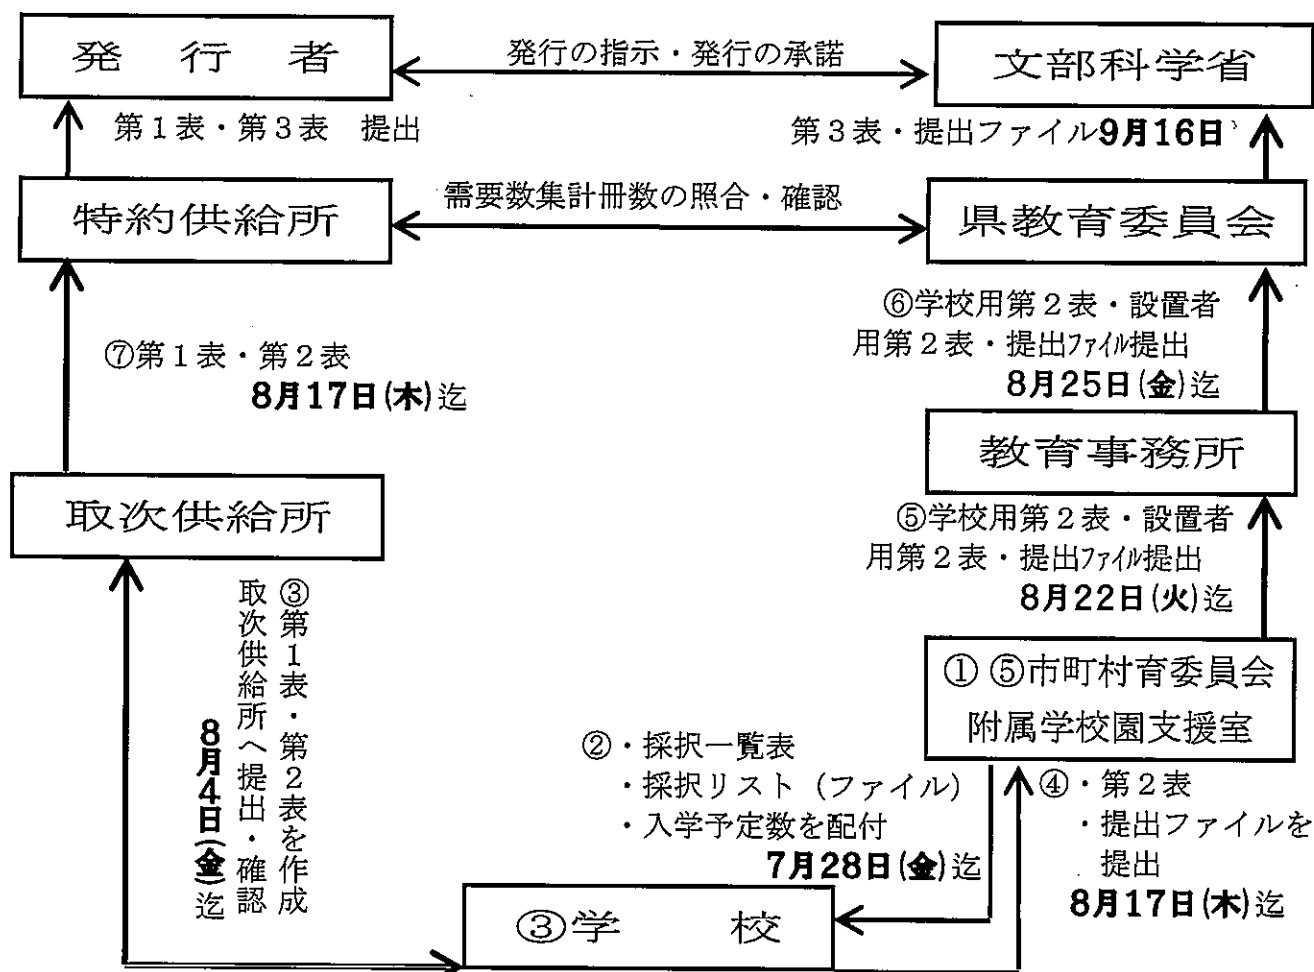 発行者
発行の指示・発行の承諾
文部科学省
第1表・第3表 提出
第3表・提出ファイル9月16日
特約供給所
需要数集計冊数の照合・確認
県教育委員会
⑥学校用第2表・設置者
用第2表・提出ファイル提出
8月25日(金)迄
⑦第1表・第2表
8月17日(木)迄
教育事務所
取次供給所
⑤学校用第2表・設置者
用第2表・提出ファイル提出
8月22日(火)迄
③第1表・第2表を作成
取次供給所へ提出・確認
8月4日(金)迄
①⑤市町村育委員会
附属学校園支援室
②・採択一覧表
・採択リスト(ファイル)
・入学予定数を配付
7月28日(金)迄
④・第2表
・提出ファイルを
提出
8月17日(木)迄
③学校